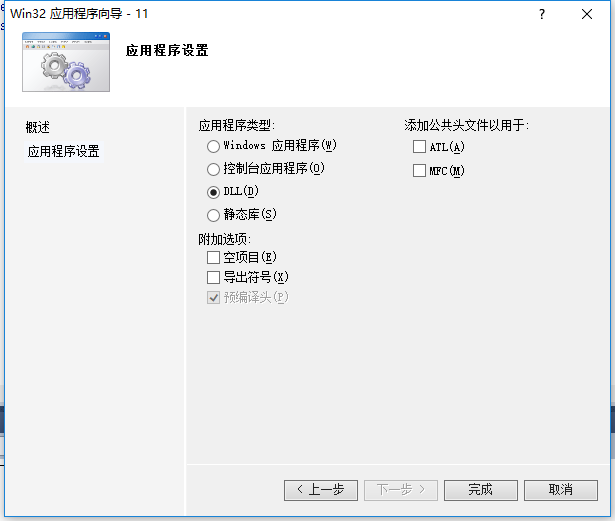 Win32 应用程序向导 - 11
?
应用程序设置
概述
应用程序设置
应用程序类型:
Windows 应用程序(W)
控制台应用程序(O)
DLL(D)
静态库(S)
附加选项:
空项目(E)
导出符号(X)
预编译头(P)
添加公共头文件以用于:
ATL(A)
MFC(M)
< 上一步
下一步 >
完成
取消